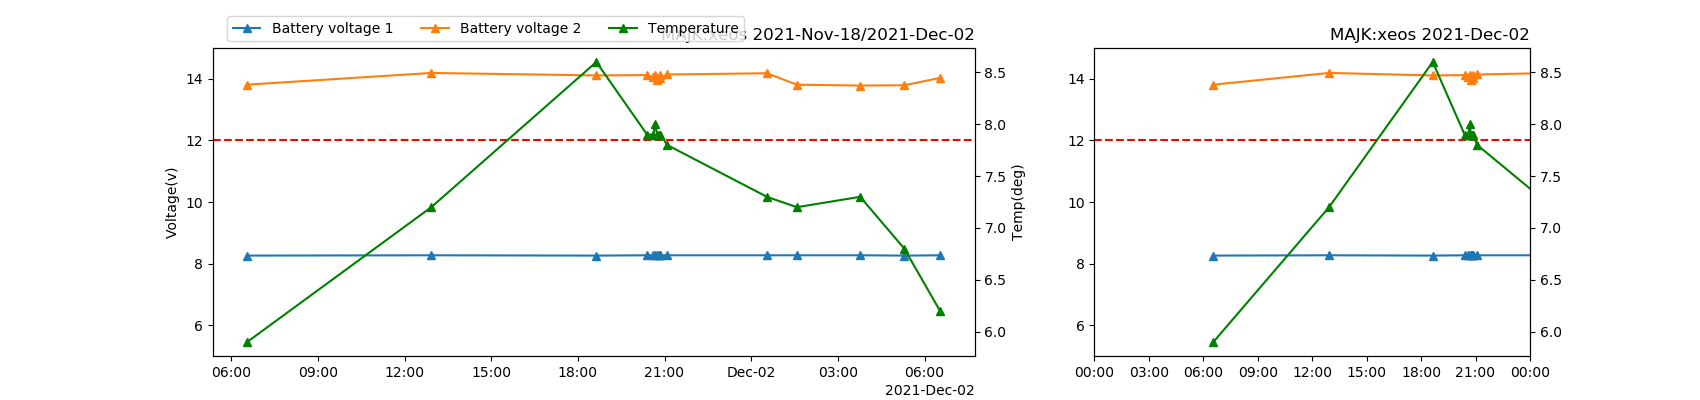 Battery voltage 1 Battery voltage 2 Temperature
MAJK:xeos 2021-Nov-18/2021-Dec-02
MAJK:xeos 2021-Dec-02
14
12
10
8
6
Voltage(v)
8.5
8.0
7.5
7.0
6.5
6.0
Temp(deg)
06:00 09:00 12:00 15:00 18:00 21:00 Dec-02 03:00 06:00
2021-Dec-02
14
12
10
8
6
8.5
8.0
7.5
7.0
6.5
6.0
00:00 03:00 06:00 09:00 12:00 15:00 18:00 21:00 00:00